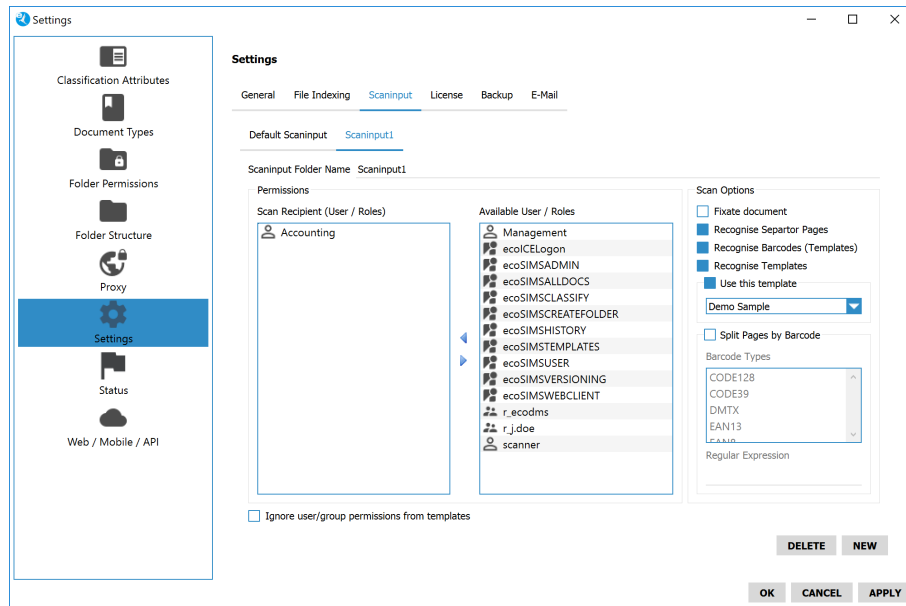 Settings
Classification Attributes
Document Types
Folder Permissions
Folder Structure
Proxy
Settings
Status
Web / Mobile / API
Settings
General File Indexing Scaninput License Backup E-Mail
Default Scaninput Scaninput1
Scaninput Folder Name Scaninput1
Permissions
Scan Recipient (User / Roles)
Accounting
Available User / Roles
Management
ecoICELogon
ecoSIMSADMIN
ecoSIMSALLDOCS
ecoSIMSCLASSIFY
ecoSIMSCREATEFOLDER
ecoSIMSHISTORY
ecoSIMSTEMPLATES
ecoSIMSUSER
ecoSIMSVERSIONING
ecoSIMSWEBCLIENT
r_ecodms
r_j.doe
scanner
Scan Options
Fixate document
Recognise Separtor Pages
Recognise Barcodes (Templates)
Recognise Templates
Use this template
Demo Sample
Split Pages by Barcode
Barcode Types
CODE128
CODE39
DMTX
EAN13
EAN8
Regular Expression
Ignore user/group permissions from templates
DELETE NEW
OK CANCEL APPLY